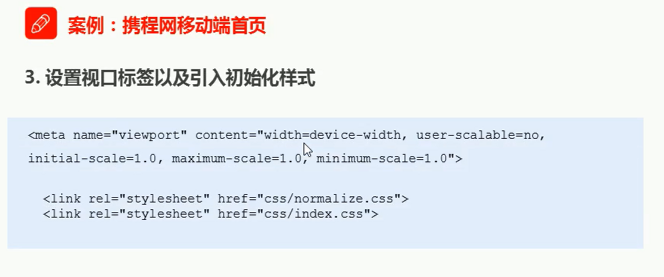 案例：携程网移动端首页
3. 设置视口标签以及引入初始化样式
<meta name="viewport" content="width=device-width, user-scalable=no,
initial-scale=1.0, maximum-scale=1.0, minimum-scale=1.0">
<link rel="stylesheet" href="css/normalize.css">
<link rel="stylesheet" href="css/index.css">